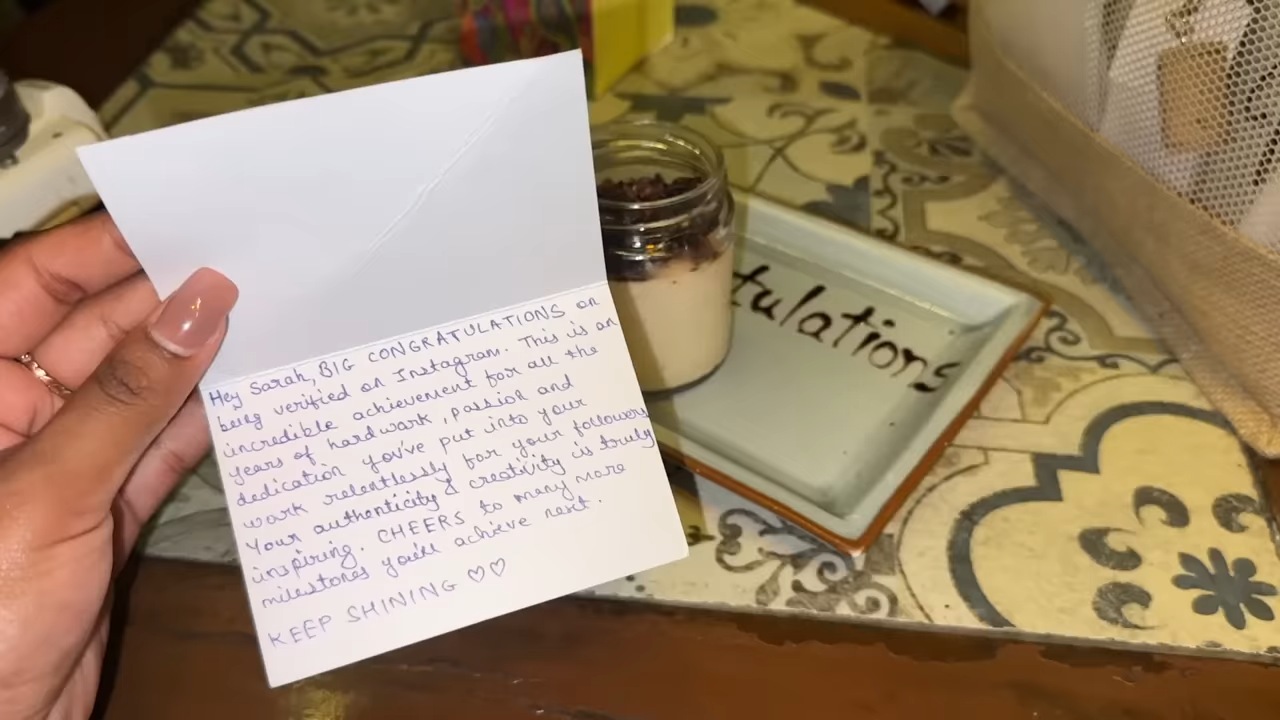 Hey Sarah, BIG CONGRATULATIONS on
being verified on Instagram. This is an
incredible achievement for all the
years of hardwork, passion and
dedication you've put into your
work relentlessly for your followers
Your authenticity & creativity is truly
inspiring. CHEERS to many more
milestones you'll achieve next.
KEEP SHINING ♡♡
tulations